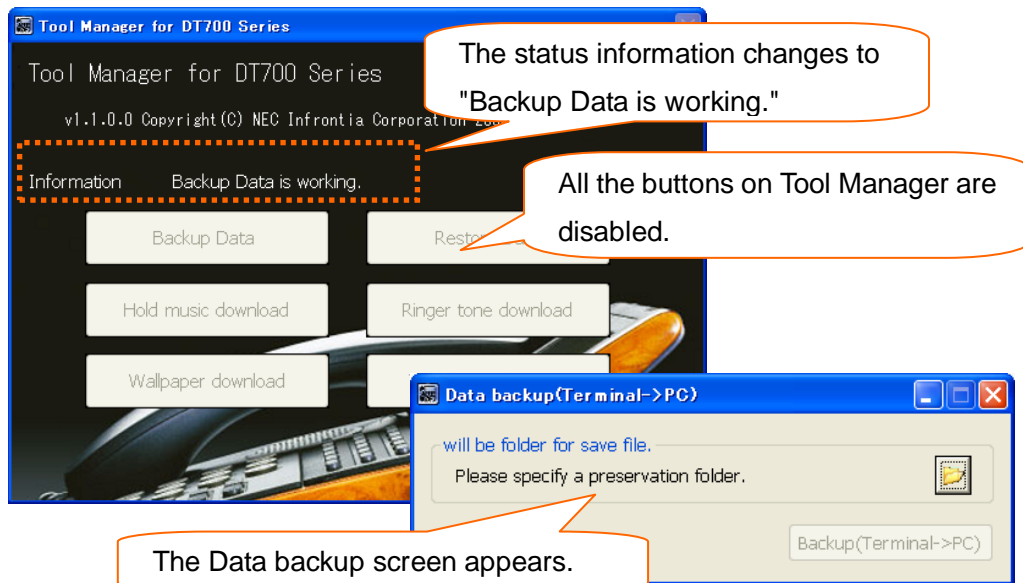 Tool Manager for DT700 Series
The status information changes to
"Backup Data is working."
Tool Manager for DT700 Series
v1.1.0.0 Copyright(C) NEC Infrontia Corporation
Information Backup Data is working.
All the buttons on Tool Manager are
disabled.
Backup Data
Hold music download
Ringer tone download
Wallpaper download
Data backup(Terminal->PC)
will be folder for save file.
Please specify a preservation folder.
Backup(Terminal->PC)
The Data backup screen appears.